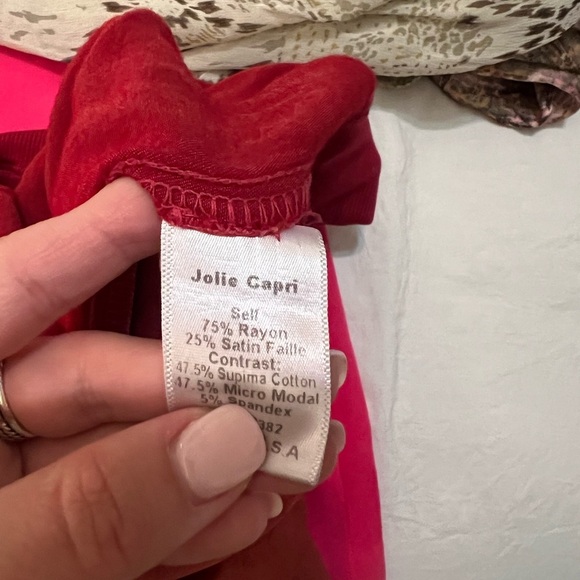 Jolie Capri
Self
75% Rayon
25% Satin Faille
Contrast:
47.5% Supima Cotton
47.5% Micro Modal
5% Spandex
382
.S.A